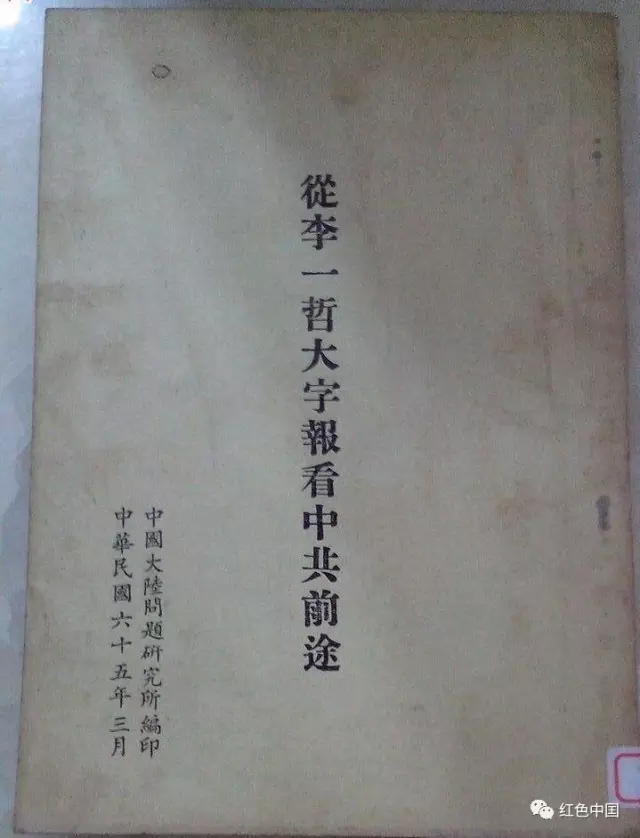 從李一哲大字報看中共前途
中國大陸問題研究所編印
中華民國六十五年三月
红色中国